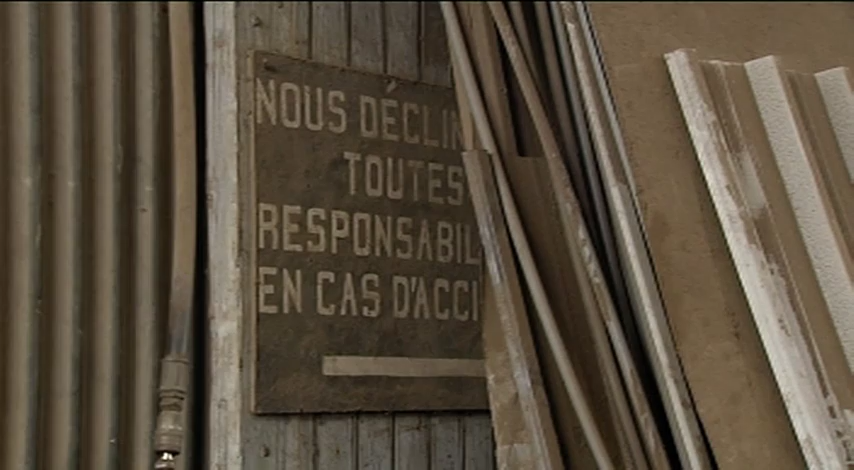 NOUS DÉCLIN
TOUTES
RESPONSABIL
EN CAS D'ACCI